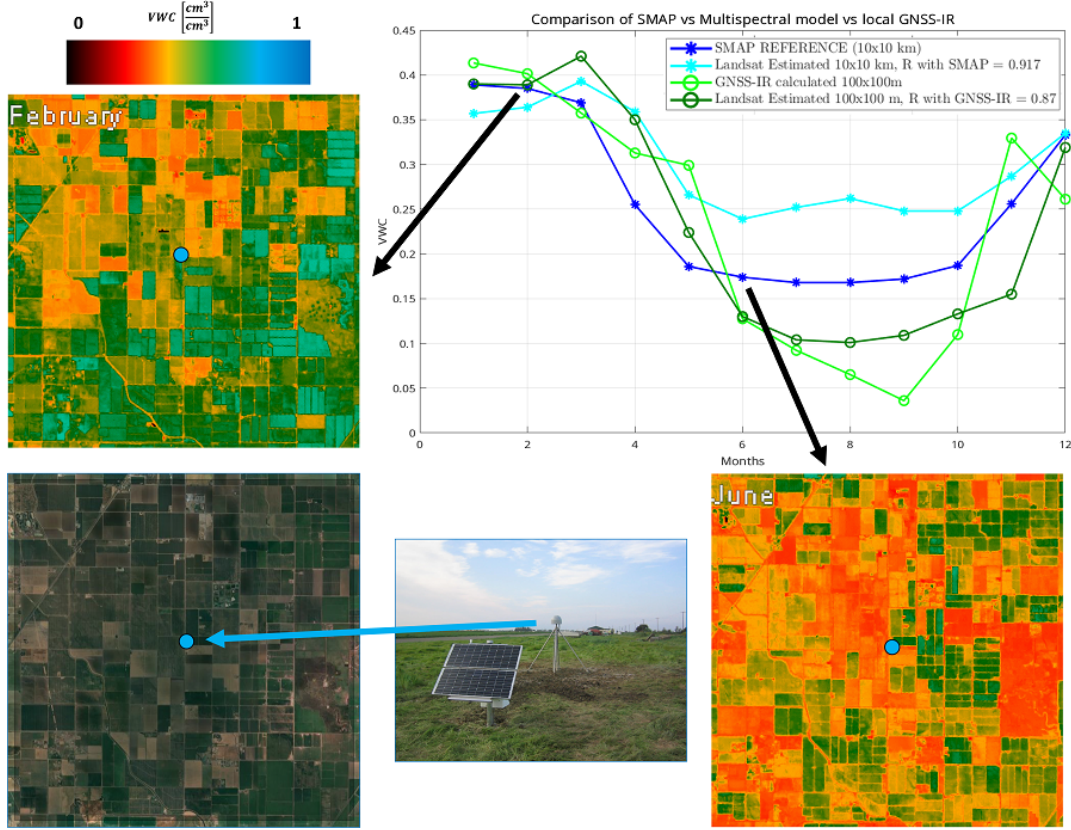 VWC [cm³/cm³]
0 1
February
Comparison of SMAP vs Multispectral model vs local GNSS-IR
SMAP REFERENCE (10x10 km)
Landsat Estimated 10x10 km, R with SMAP = 0.917
GNSS-IR calculated 100x100m
Landsat Estimated 100x100 m, R with GNSS-IR = 0.87
0.45
0.4
0.35
0.3
0.25
0.2
0.15
0.1
0.05
0
VWC
0 2 4 6 8 10 12
Months
June